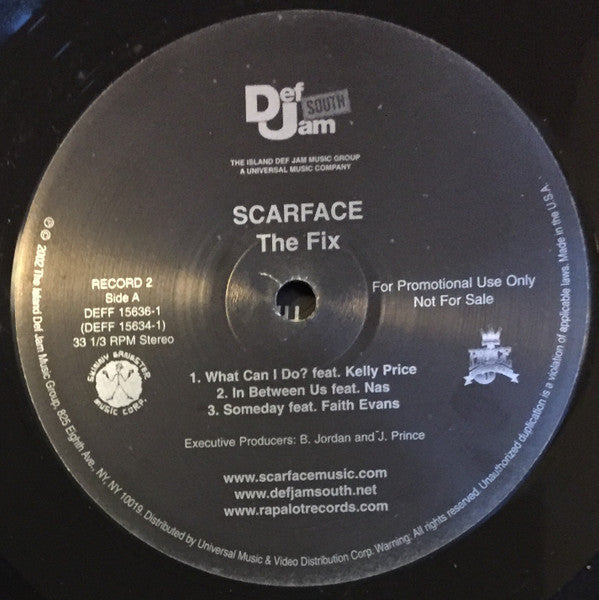 Def Jam SOUTH
THE ISLAND DEF JAM MUSIC GROUP
A UNIVERSAL MUSIC COMPANY
SCARFACE
The Fix
RECORD 2
Side A
DEFF 15636-1
(DEFF 15634-1)
33 1/3 RPM Stereo
For Promotional Use Only
Not For Sale
1. What Can I Do? feat. Kelly Price
2. In Between Us feat. Nas
3. Someday feat. Faith Evans
MUSIC CORP.
Executive Producers: B. Jordan and J. Prince
www.scarfacemusic.com
www.defjamsouth.net
www.rapalotrecords.com
℗ © 2002 The Island Def Jam Music Group, 825 Eighth Ave., NY, NY 10019. Distributed by Universal Music & Video Distribution Corp. Warning: All rights reserved. Unauthorized duplication is a violation of applicable laws. Made in the U.S.A.